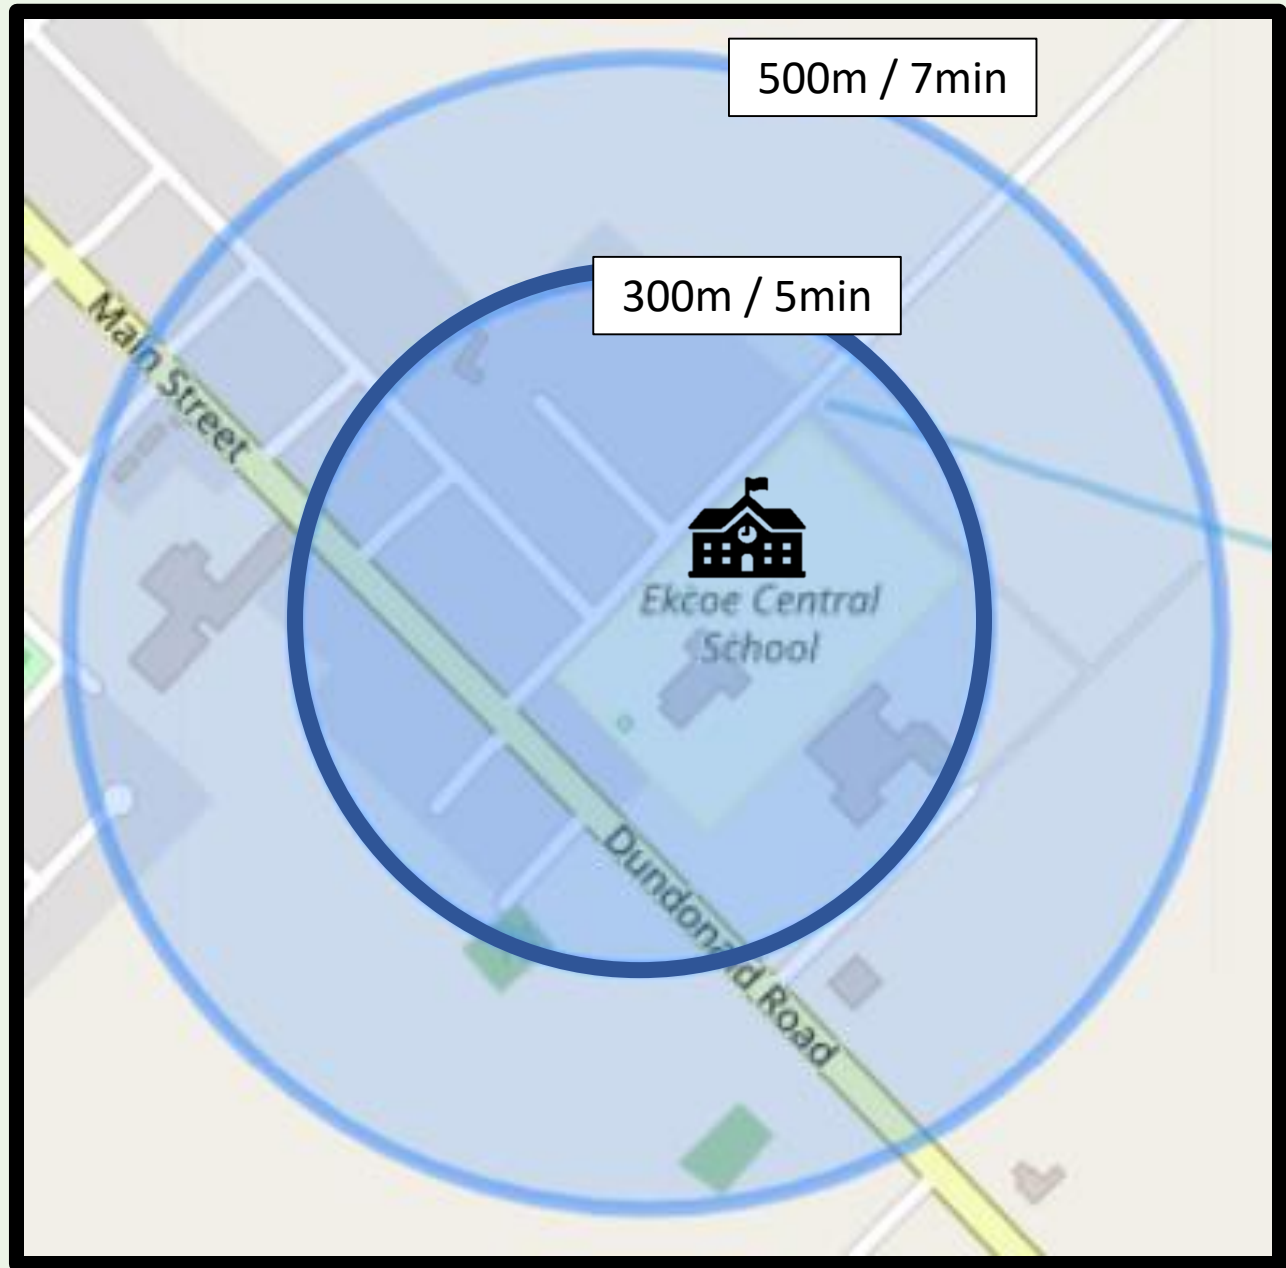 500m / 7min
300m / 5min
Main Street
Ekcoe Central
School
Dundonald Road